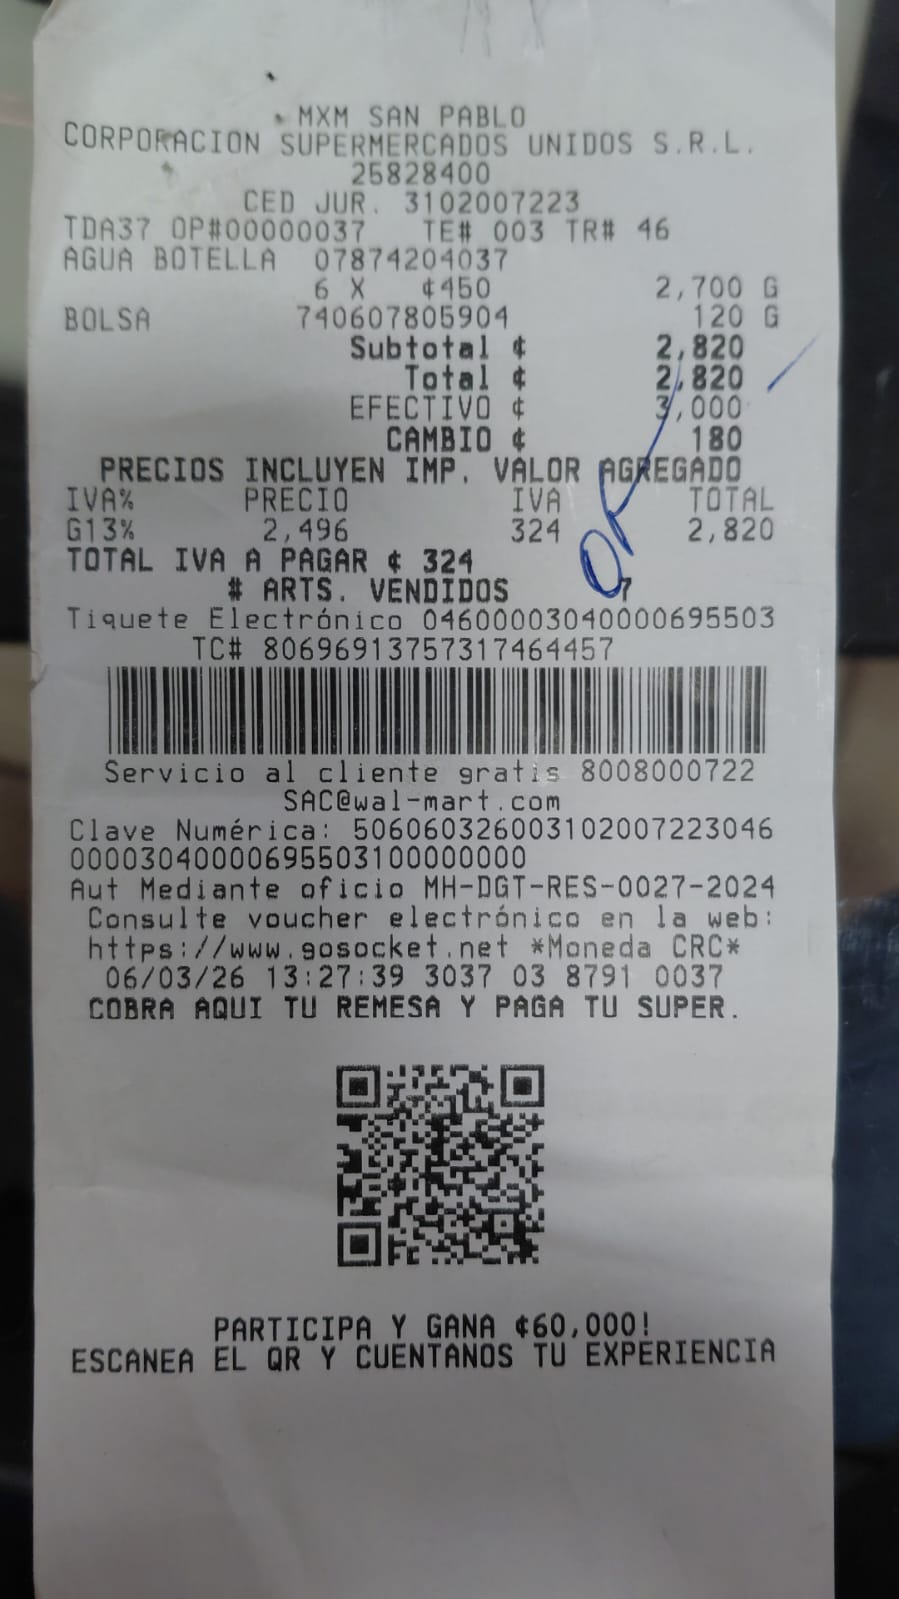 MXM SAN PABLO
CORPORACION SUPERMERCADOS UNIDOS S.R.L.
25828400
CED JUR. 3102007223
TDA37 OP#00000037 TE# 003 TR# 46
AGUA BOTELLA 07874204037
6 X ¢450 2,700 G
BOLSA 740607805904 120 G
Subtotal ¢ 2,820
Total ¢ 2,820
EFECTIVO ¢ 3,000
CAMBIO ¢ 180
PRECIOS INCLUYEN IMP. VALOR AGREGADO
IVA% PRECIO IVA TOTAL
G13% 2,496 324 2,820
TOTAL IVA A PAGAR ¢ 324
# ARTS. VENDIDOS 7
OK
Tiquete Electrónico 04600003040000695503
TC# 80696913757317464457
Servicio al cliente gratis 8008000722
SAC@wal-mart.com
Clave Numérica: 50606032600310200722304​6
00003040000695503100000000
Aut Mediante oficio MH-DGT-RES-0027-2024
Consulte voucher electrónico en la web:
https://www.gosocket.net *Moneda CRC*
06/03/26 13:27:39 3037 03 8791 0037
COBRA AQUI TU REMESA Y PAGA TU SUPER.
PARTICIPA Y GANA ¢60,000!
ESCANEA EL QR Y CUENTANOS TU EXPERIENCIA